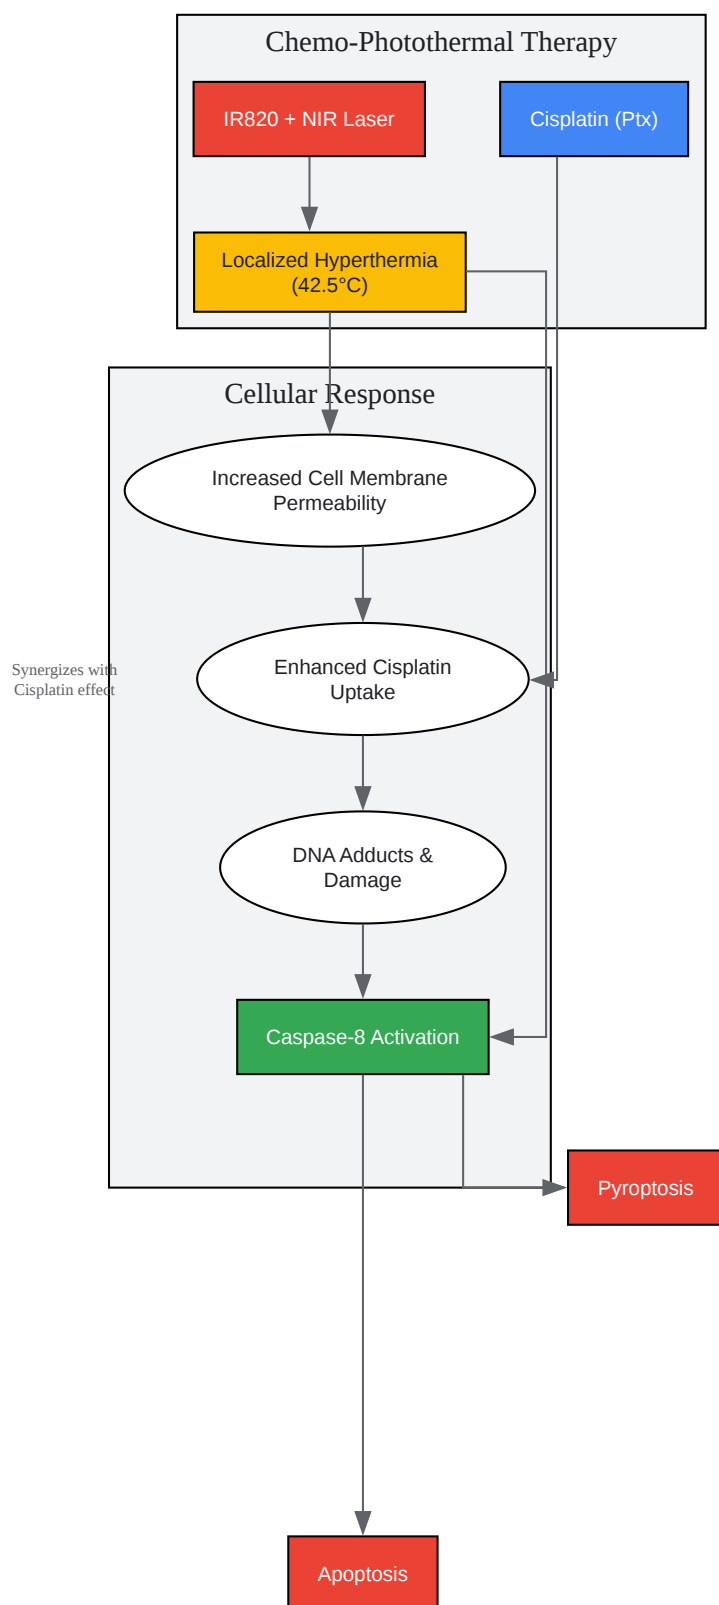 Chemo-Photothermal Therapy
IR820 + NIR Laser
Cisplatin (Ptx)
Localized Hyperthermia
(42.5°C)
Cellular Response
Increased Cell Membrane
Permeability
Synergizes with
Cisplatin effect
Enhanced Cisplatin
Uptake
DNA Adducts &
Damage
Caspase-8 Activation
Pyroptosis
Apoptosis